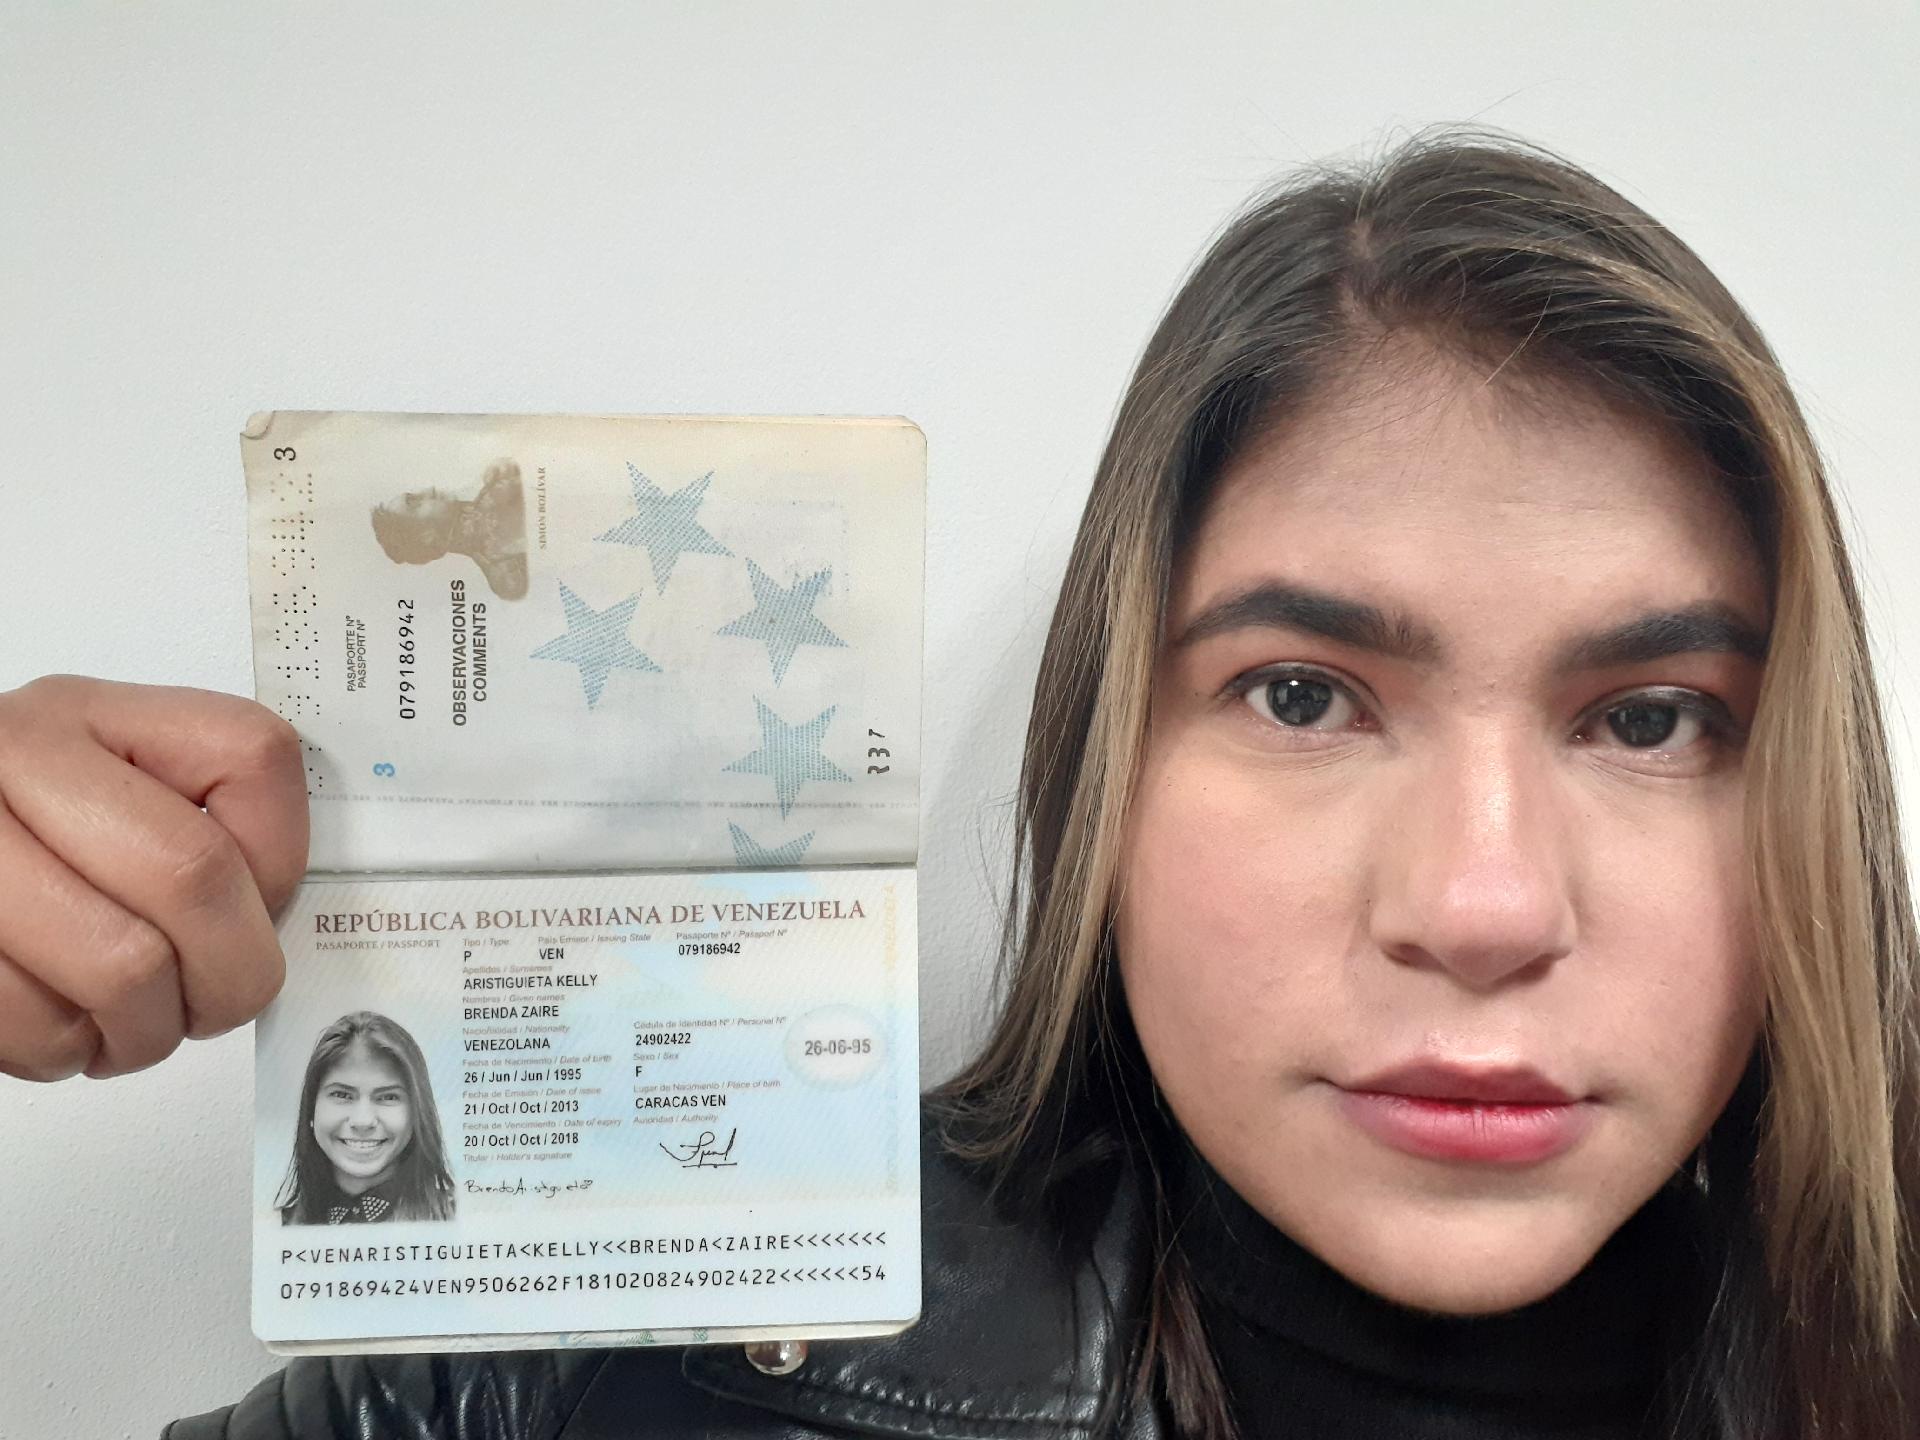 3
SIMÓN BOLÍVAR
PASAPORTE Nº
PASSPORT Nº
079186942
OBSERVACIONES
COMMENTS
3
REPÚBLICA BOLIVARIANA DE VENEZUELA
PASAPORTE / PASSPORT
Tipo / Type País Emisor / Issuing State Pasaporte Nº / Passport Nº
P VEN 079186942
Apellidos / Surnames
ARISTIGUIETA KELLY
Nombres / Given names
BRENDA ZAIRE
Nacionalidad / Nationality Cédula de Identidad Nº / Personal Nº
VENEZOLANA 24902422
Fecha de Nacimiento / Date of birth Sexo / Sex
26 / Jun / Jun / 1995 F
26-06-95
Fecha de Emisión / Date of issue Lugar de Nacimiento / Place of birth
21 / Oct / Oct / 2013 CARACAS VEN
Fecha de Vencimiento / Date of expiry Autoridad / Authority
20 / Oct / Oct / 2018
Titular / Holder's signature
P<VENARISTIGUIETA<KELLY<<BRENDA<ZAIRE<<<<<<<
0791869424VEN9506262F181020824902422<<<<<<54